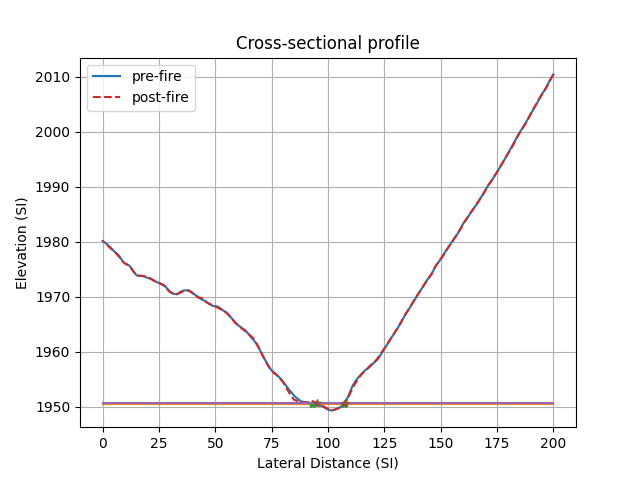 Cross-sectional profile
pre-fire
post-fire
Elevation (SI)
2010
2000
1990
1980
1970
1960
1950
0 25 50 75 100 125 150 175 200
Lateral Distance (SI)